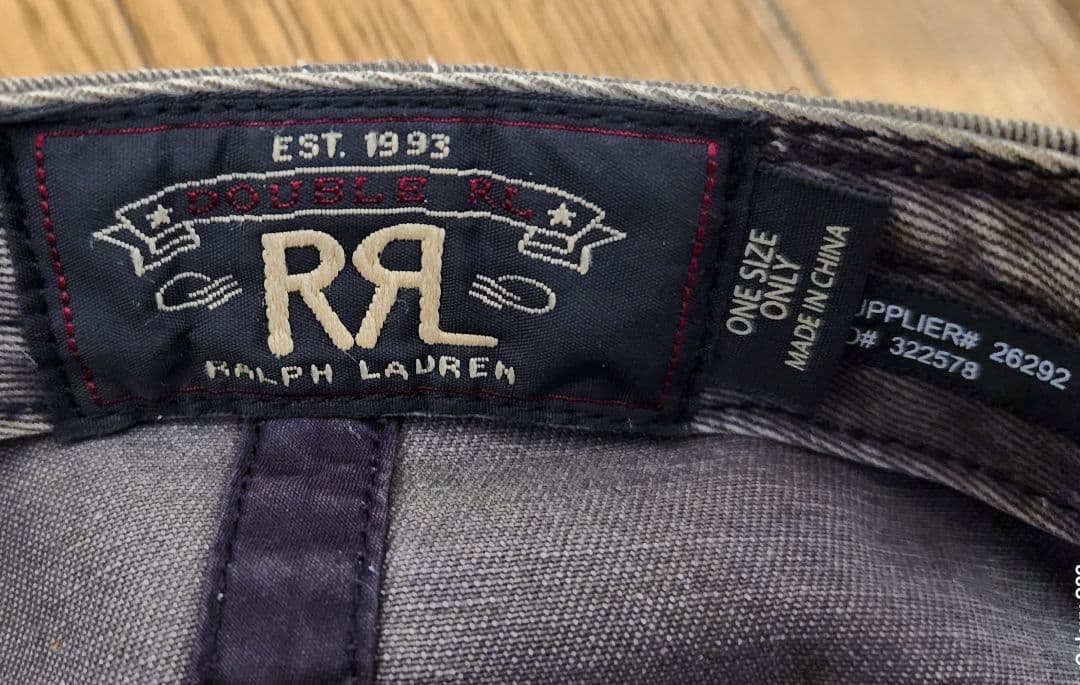 EST. 1993
DOUBLE RL
RRL
RALPH LAUREN
ONE SIZE
ONLY
MADE IN CHINA
UPPLIER# 26292
O# 322578